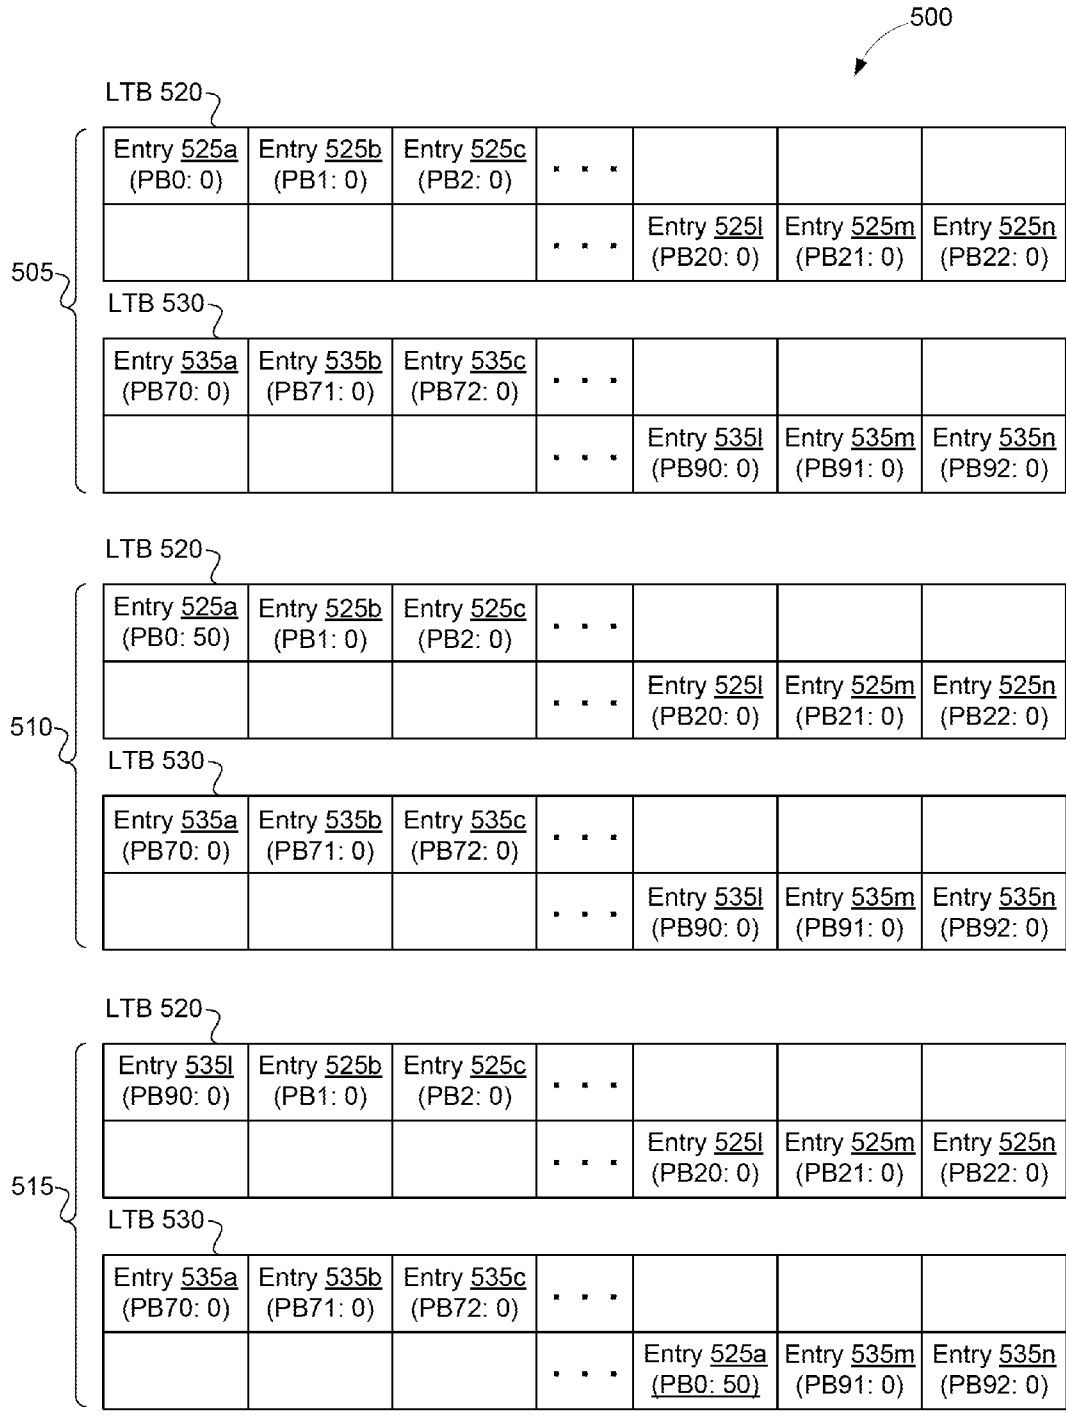 500
LTB 520
Entry 525a Entry 525b Entry 525c . . .
(PB0: 0) (PB1: 0) (PB2: 0)
. . . Entry 525l Entry 525m Entry 525n
(PB20: 0) (PB21: 0) (PB22: 0)
505
LTB 530
Entry 535a Entry 535b Entry 535c . . .
(PB70: 0) (PB71: 0) (PB72: 0)
. . . Entry 535l Entry 535m Entry 535n
(PB90: 0) (PB91: 0) (PB92: 0)
LTB 520
Entry 525a Entry 525b Entry 525c . . .
(PB0: 50) (PB1: 0) (PB2: 0)
. . . Entry 525l Entry 525m Entry 525n
(PB20: 0) (PB21: 0) (PB22: 0)
510
LTB 530
Entry 535a Entry 535b Entry 535c . . .
(PB70: 0) (PB71: 0) (PB72: 0)
. . . Entry 535l Entry 535m Entry 535n
(PB90: 0) (PB91: 0) (PB92: 0)
LTB 520
Entry 535l Entry 525b Entry 525c . . .
(PB90: 0) (PB1: 0) (PB2: 0)
. . . Entry 525l Entry 525m Entry 525n
(PB20: 0) (PB21: 0) (PB22: 0)
515
LTB 530
Entry 535a Entry 535b Entry 535c . . .
(PB70: 0) (PB71: 0) (PB72: 0)
. . . Entry 525a Entry 535m Entry 535n
(PB0: 50) (PB91: 0) (PB92: 0)